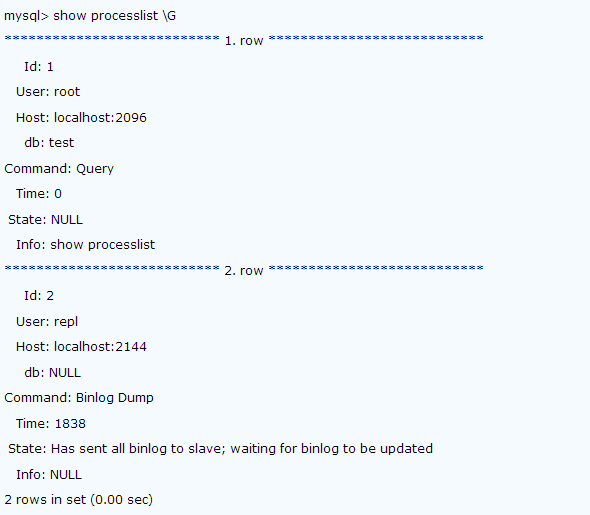 mysql> show processlist \G
*************************** 1. row ***************************
Id: 1
User: root
Host: localhost:2096
db: test
Command: Query
Time: 0
State: NULL
Info: show processlist
*************************** 2. row ***************************
Id: 2
User: repl
Host: localhost:2144
db: NULL
Command: Binlog Dump
Time: 1838
State: Has sent all binlog to slave; waiting for binlog to be updated
Info: NULL
2 rows in set (0.00 sec)